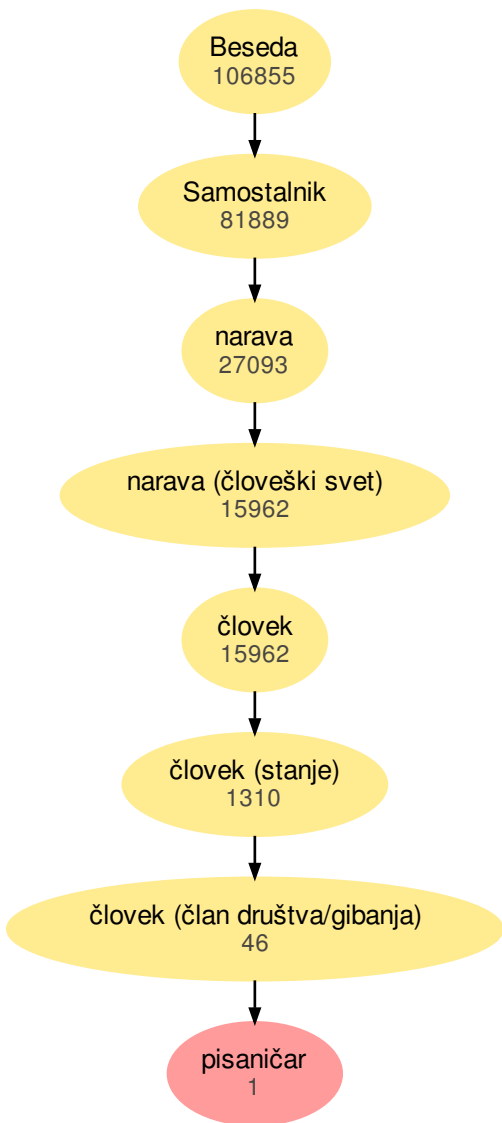 Beseda
106855
Samostalnik
81889
narava
27093
narava (človeški svet)
15962
človek
15962
človek (stanje)
1310
človek (član društva/gibanja)
46
pisaničar
1